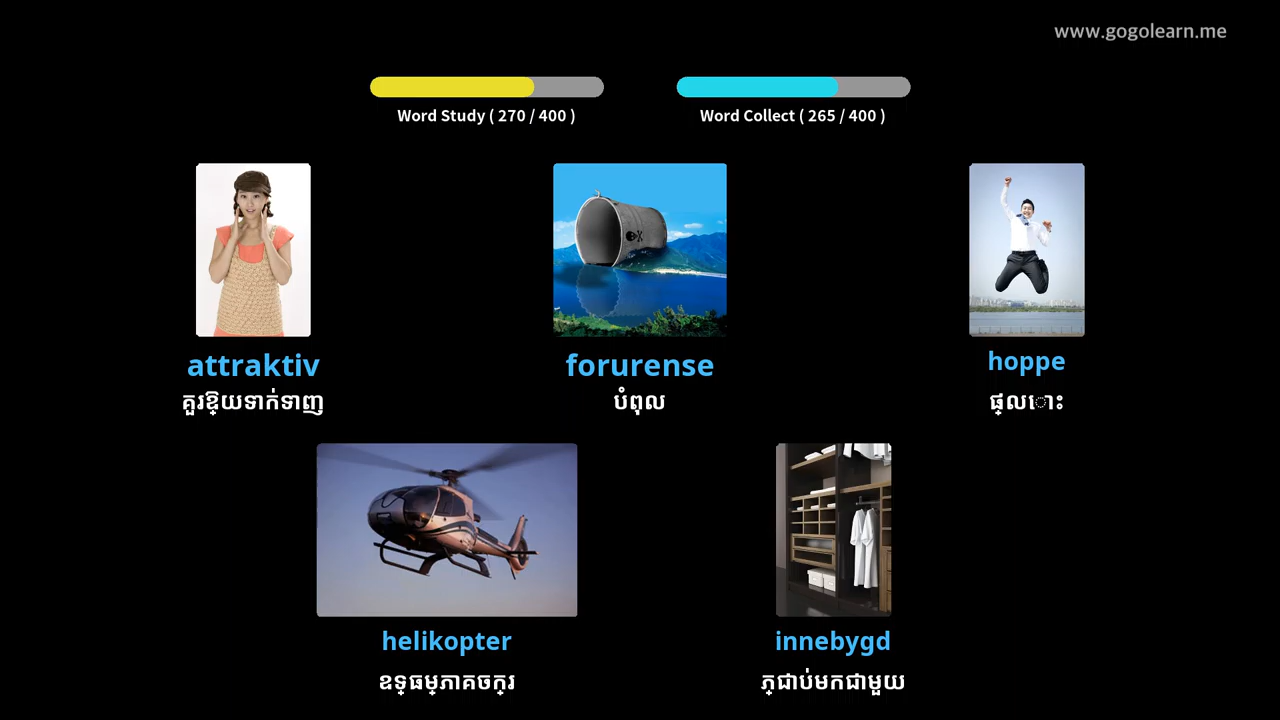 www.gogolearn.me
Word Study ( 270 / 400 )
Word Collect ( 265 / 400 )
attraktiv
គួរឱ្យទាក់ទាញ
forurense
បំពុល
hoppe
ផ្លោះ
helikopter
ឧទ្ធម្ភាគចក្រ
innebygd
ភ្ជាប់មកជាមួយ